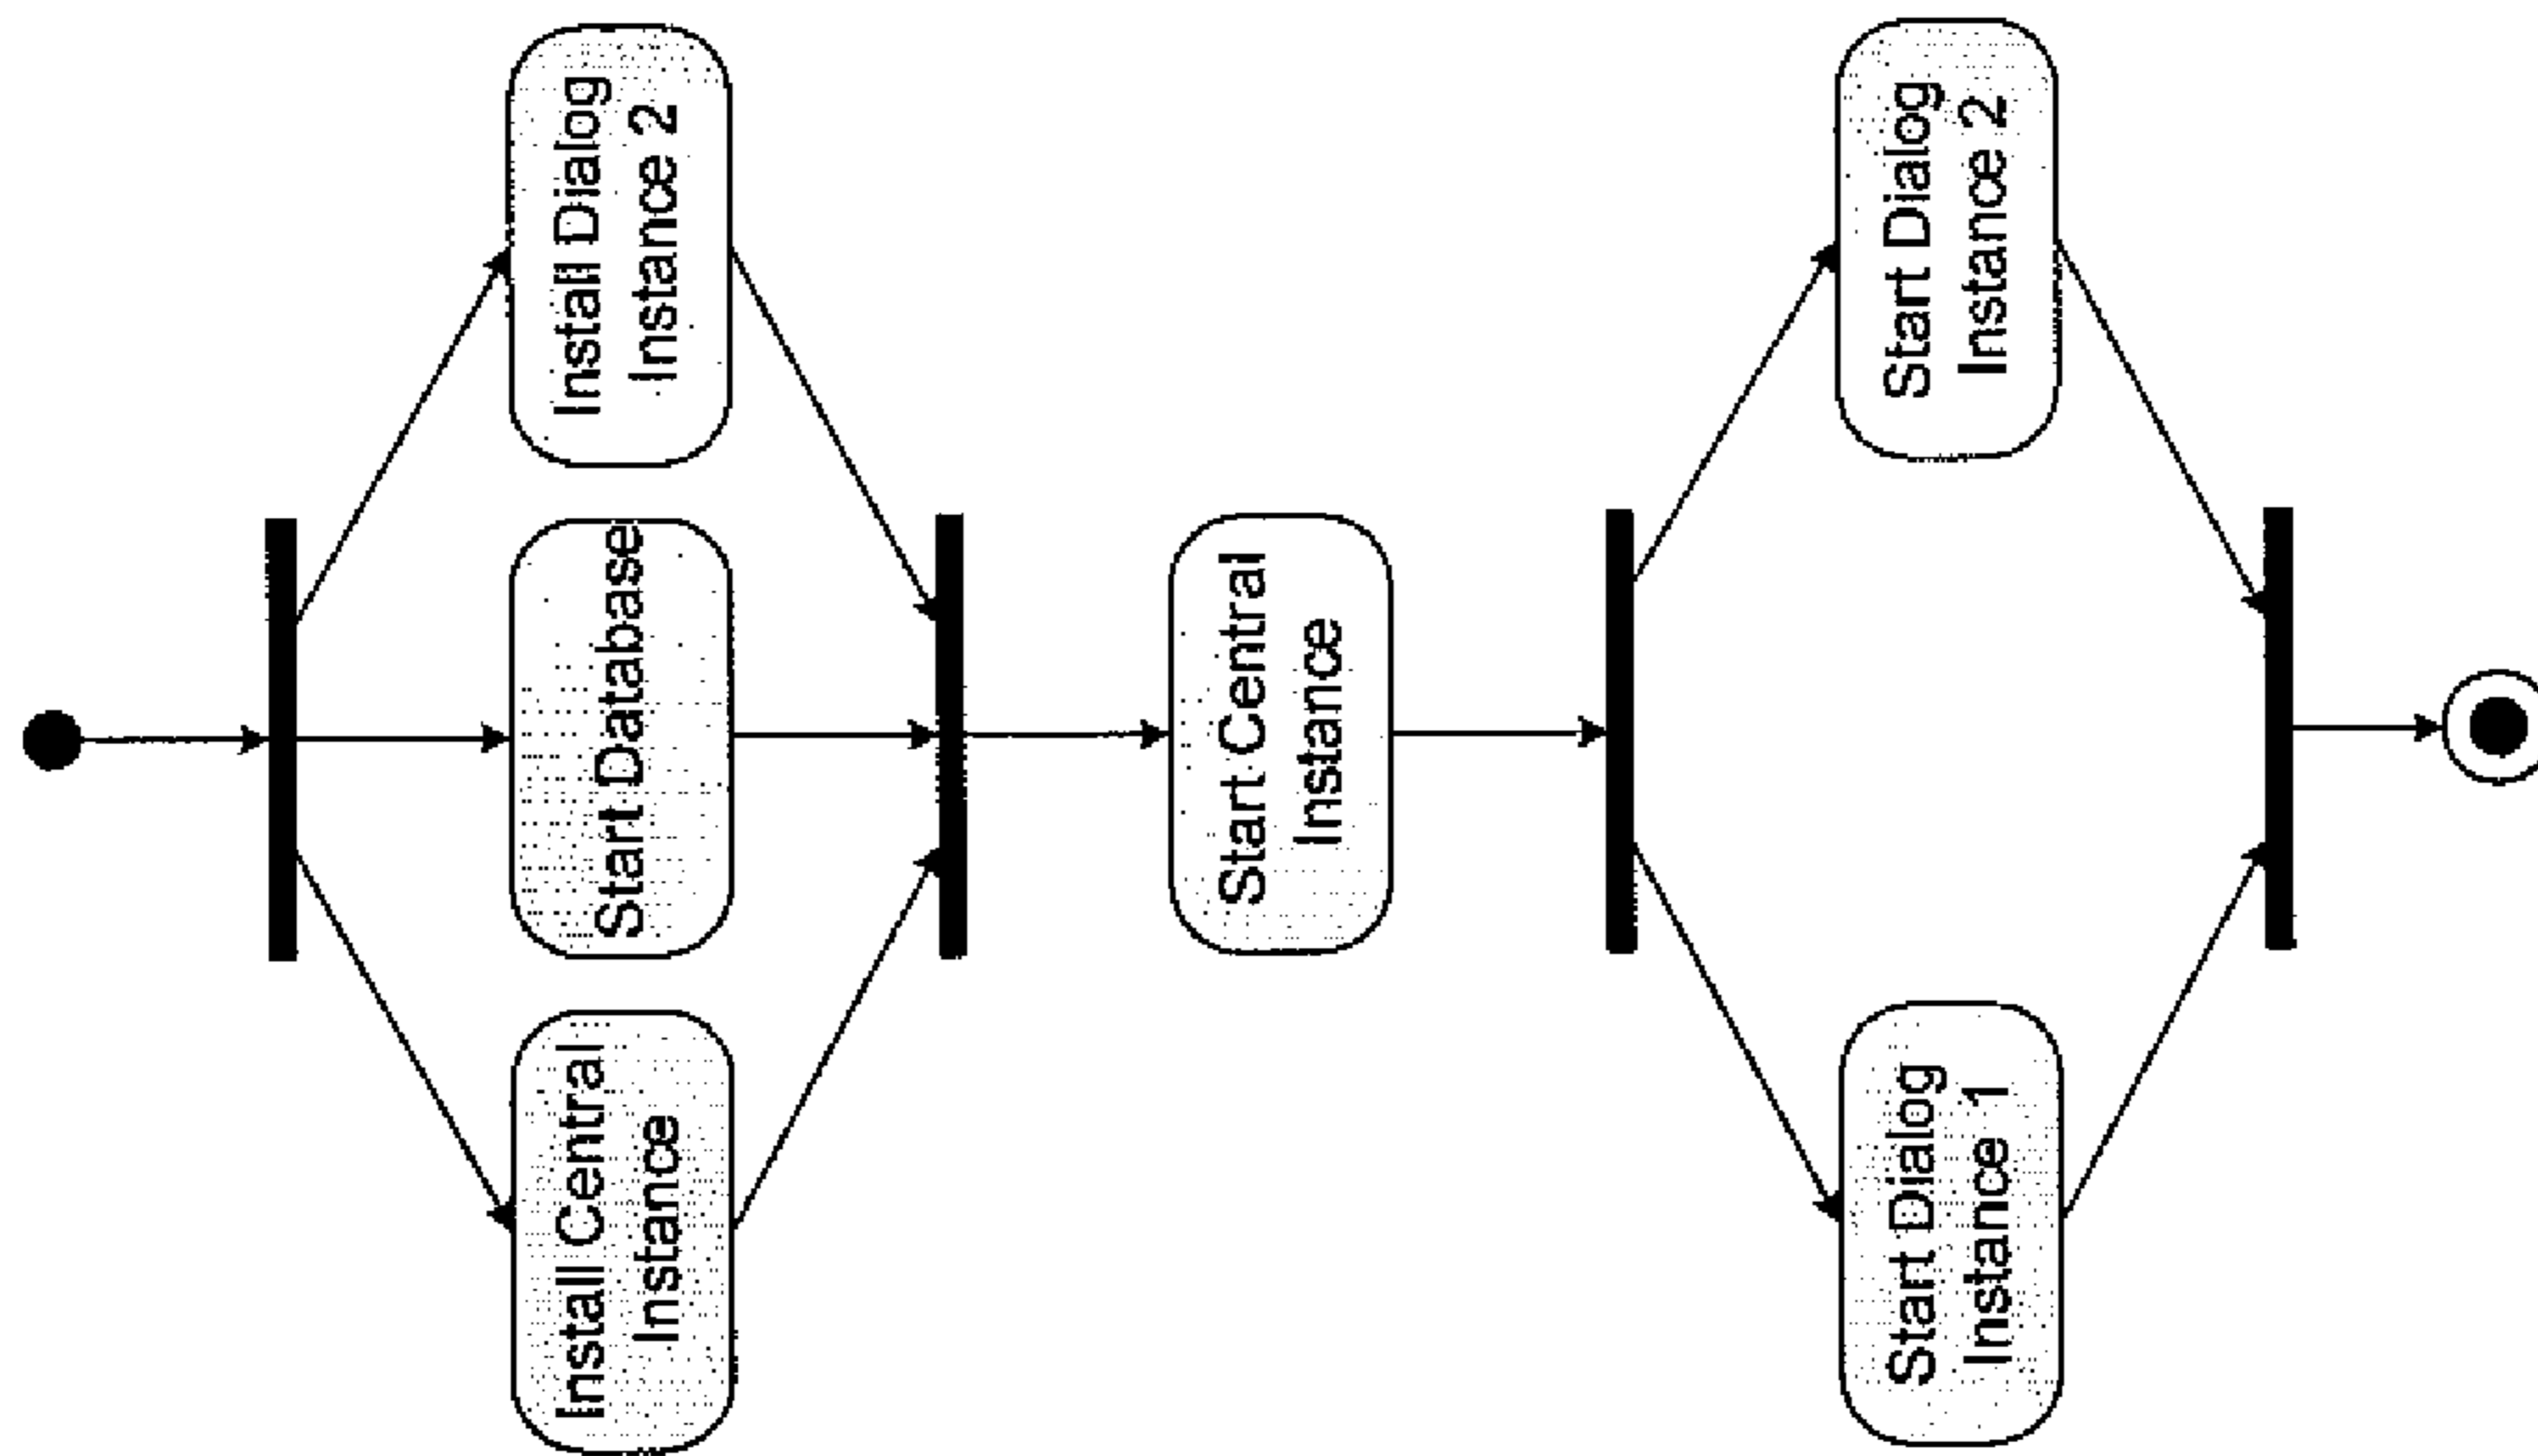 Install Central
Instance
Start Database
Install Dialog
Instance 2
Start Central
Instance
Start Dialog
Instance 1
Start Dialog
Instance 2